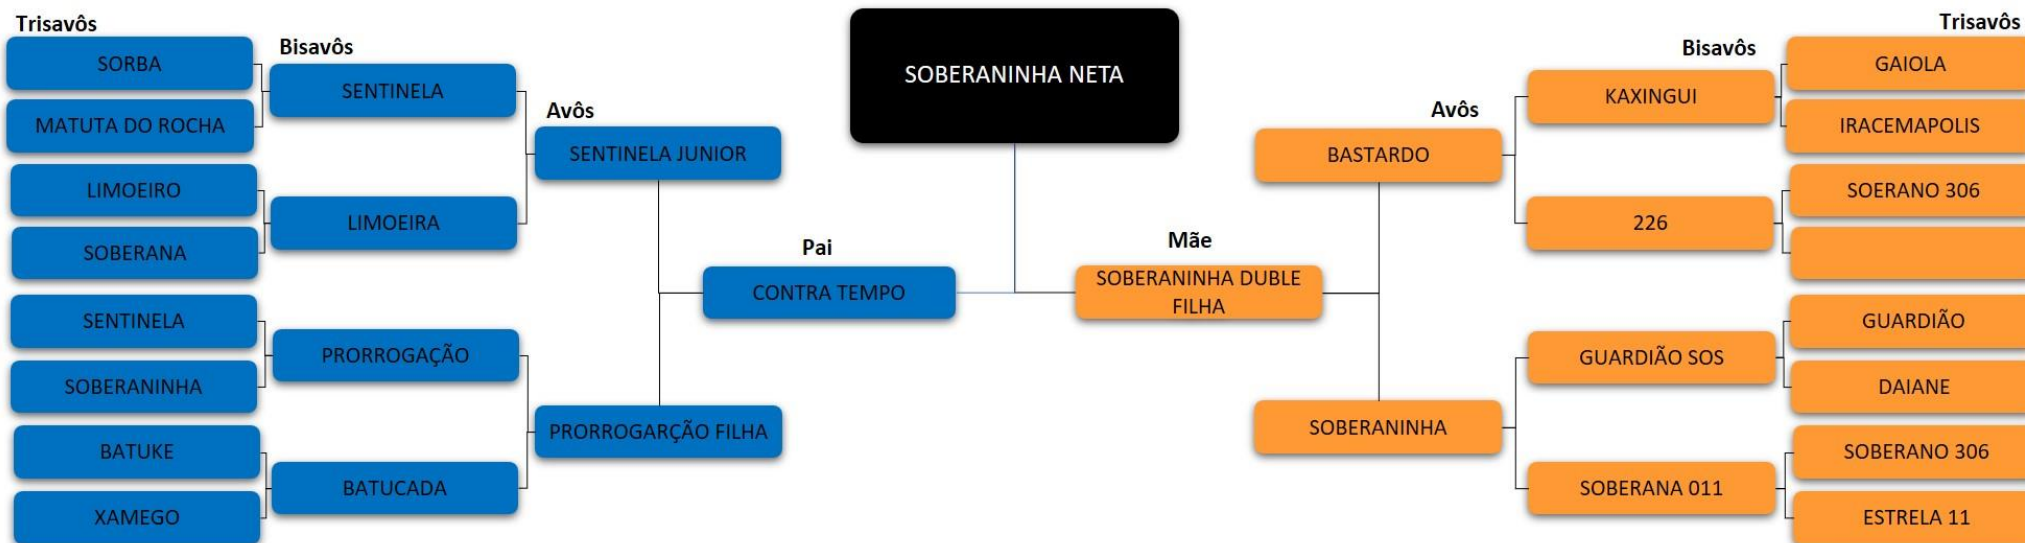 Trisavôs
SORBA
MATUTA DO ROCHA
LIMOEIRO
SOBERANA
SENTINELA
SOBERANINHA
BATUKE
XAMEGO
Bisavôs
SENTINELA
LIMOEIRA
PRORROGAÇÃO
BATUCADA
Avôs
SENTINELA JUNIOR
PRORROGARÇÃO FILHA
Pai
CONTRA TEMPO
SOBERANINHA NETA
Mãe
SOBERANINHA DUBLE
FILHA
Avôs
BASTARDO
SOBERANINHA
Bisavôs
KAXINGUI
226
GUARDIÃO SOS
SOBERANA 011
Trisavôs
GAIOLA
IRACEMAPOLIS
SOERANO 306
GUARDIÃO
DAIANE
SOBERANO 306
ESTRELA 11